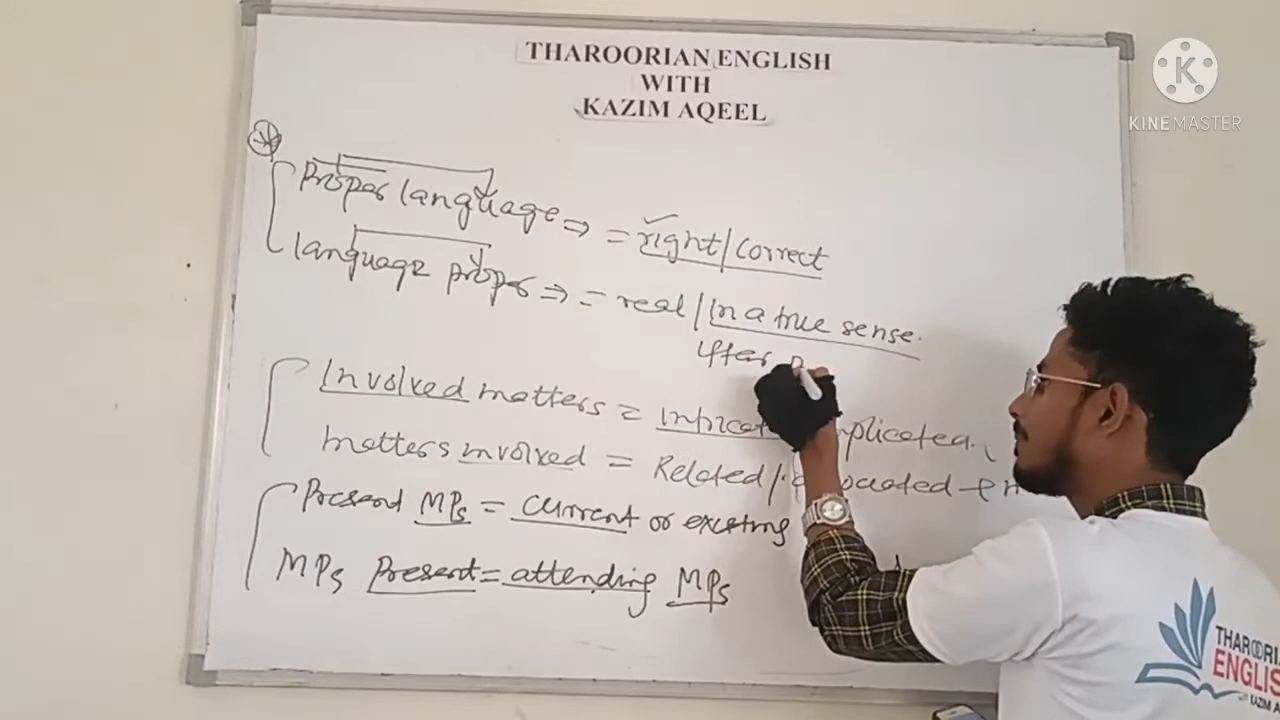 THAROORIAN ENGLISH
WITH
KAZIM AQEEL
Proper language ⇒ = right/correct
language proper ⇒ = real/In a true sense.
Involved matters =
matters involved = Related/
Present MPs = current or existing
MPs Present = attending MPs
KINEMASTER
THAROORIAN
ENGLISH